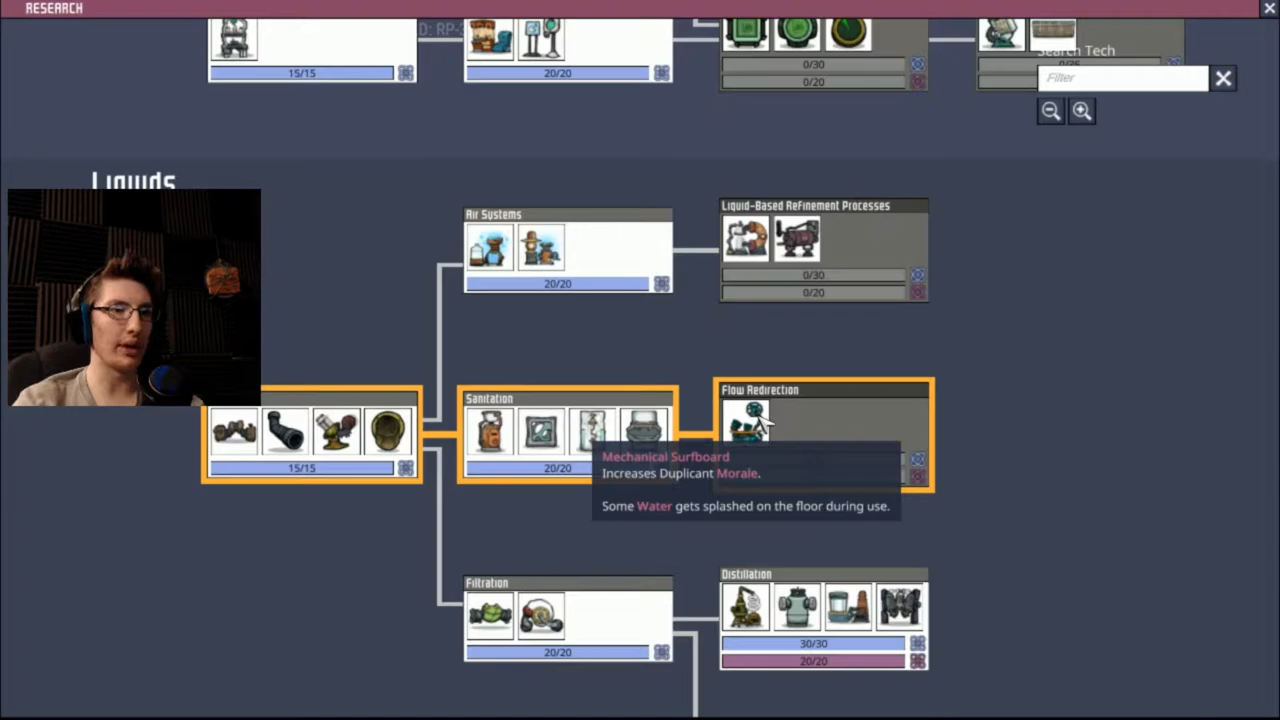 RESEARCH
D: RP-
15/15
20/20
0/30
0/20
Search Tech
Filter
Liquids
Air Systems
20/20
Liquid-Based Refinement Processes
0/30
0/20
15/15
Sanitation
20/20
Flow Redirection
Mechanical Surfboard
Increases Duplicant Morale.
Some Water gets splashed on the floor during use.
Filtration
20/20
Distillation
30/30
20/20